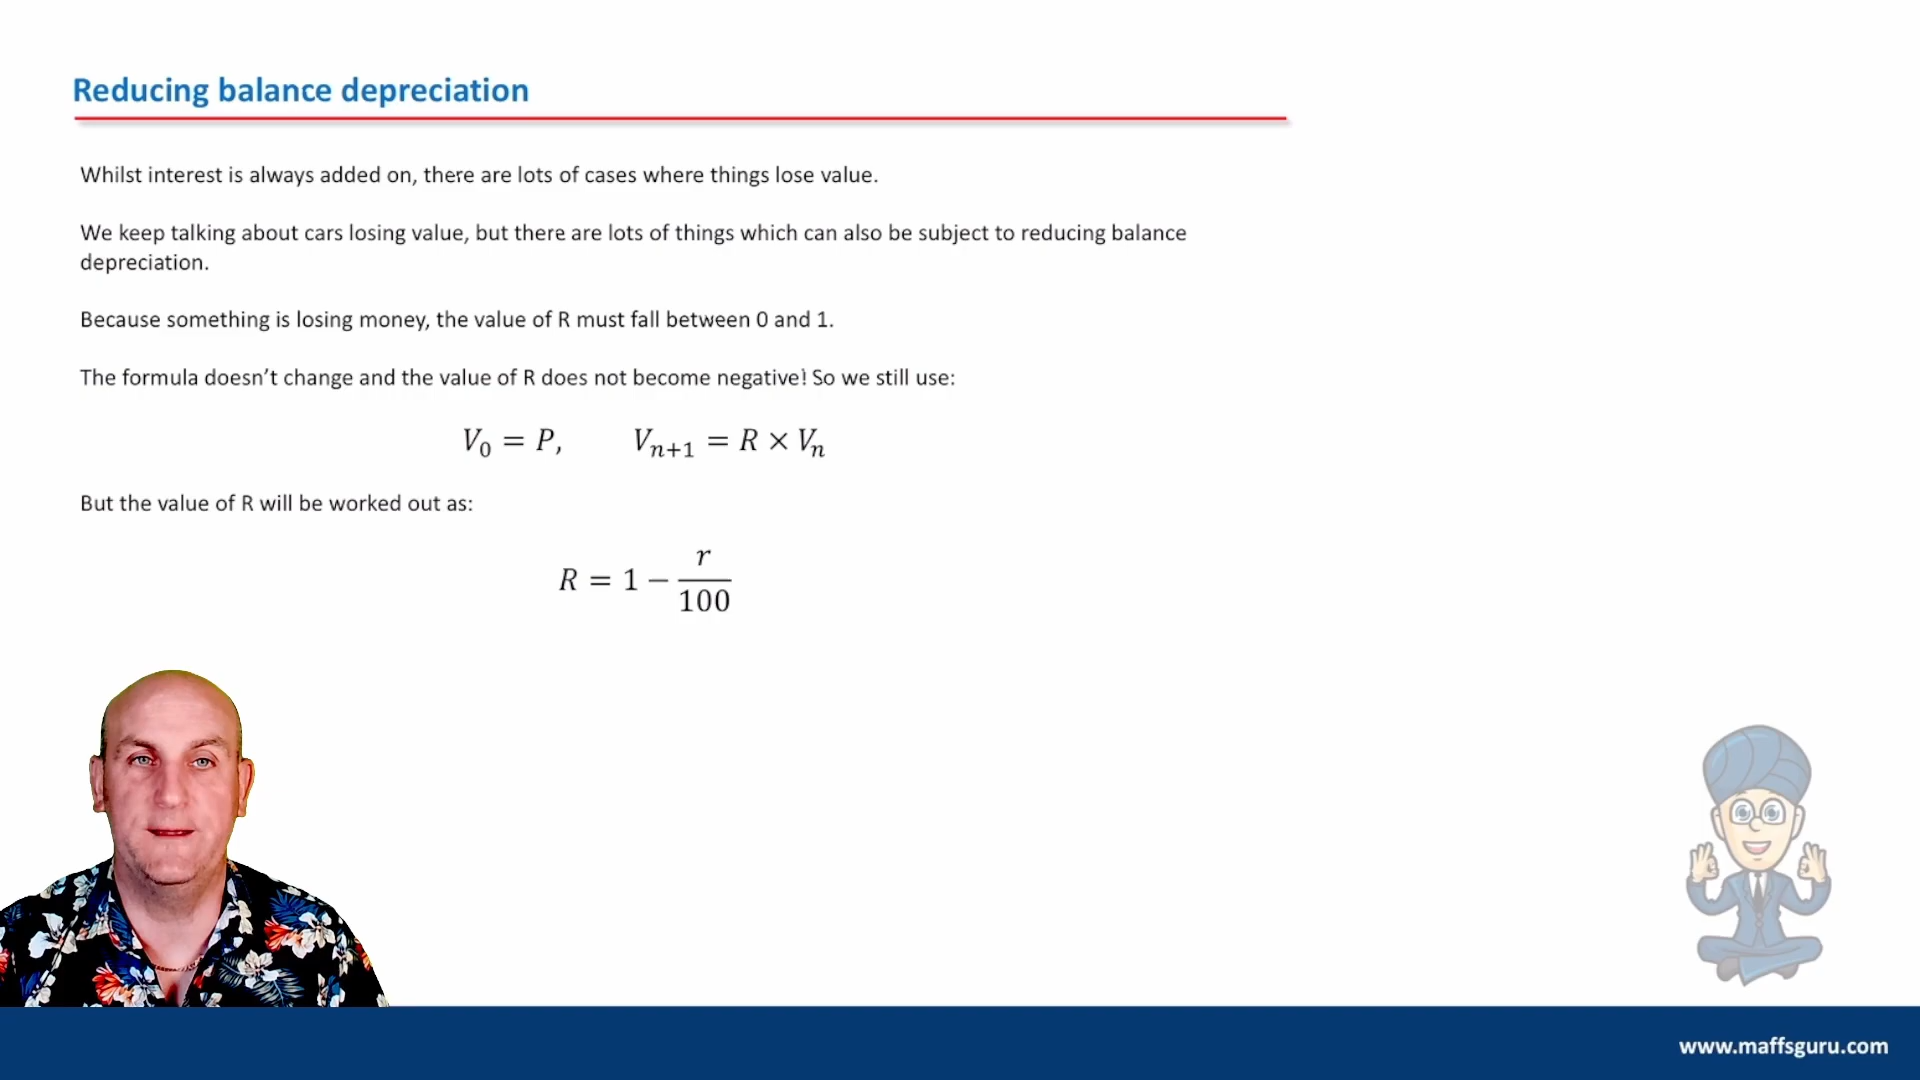 Reducing balance depreciation
Whilst interest is always added on, there are lots of cases where things lose value.
We keep talking about cars losing value, but there are lots of things which can also be subject to reducing balance
depreciation.
Because something is losing money, the value of R must fall between 0 and 1.
The formula doesn’t change and the value of R does not become negative! So we still use:
V₀ = P,  Vₙ₊₁ = R × Vₙ
But the value of R will be worked out as:
R = 1 − r/100
www.maffsguru.com